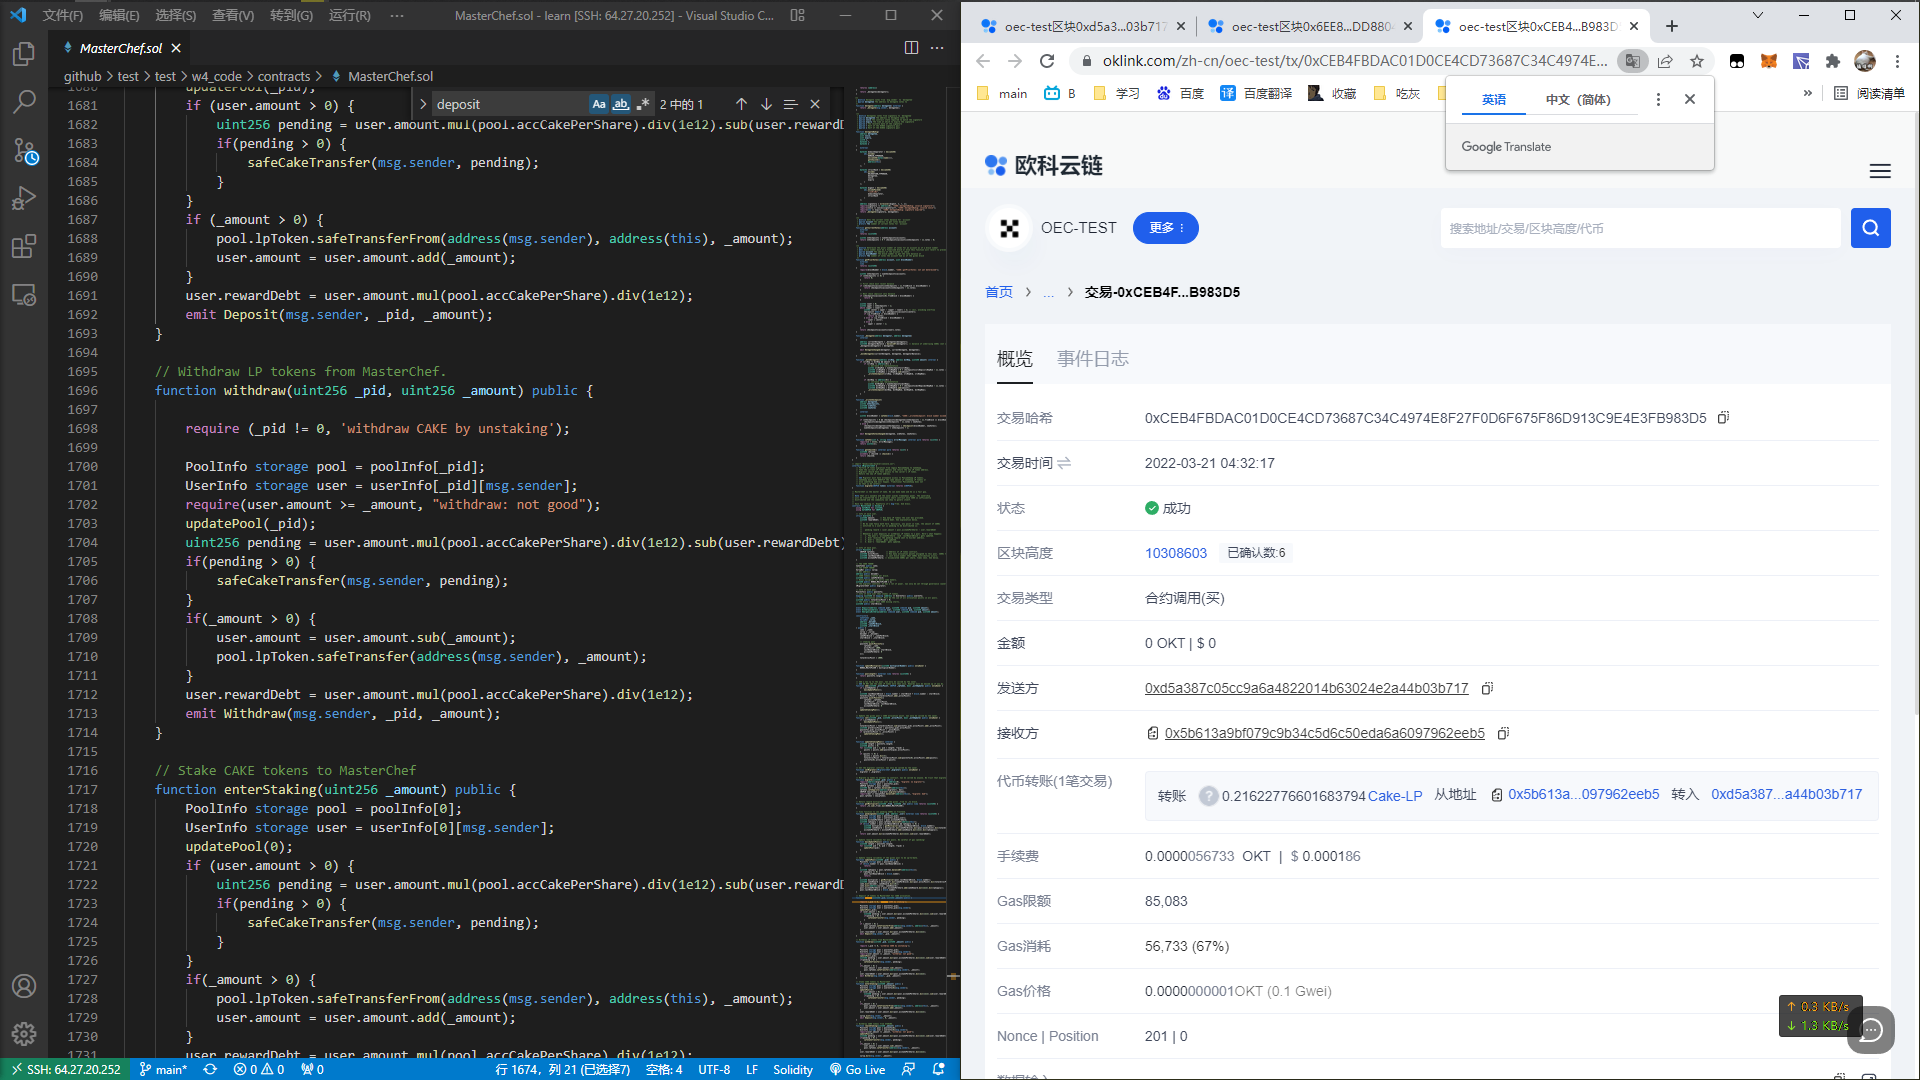 文件(F) 编辑(E) 选择(S) 查看(V) 转到(G) 运行(R) ··· MasterChef.sol - learn [SSH: 64.27.20.252] - Visual Studio C...
MasterChef.sol
github > test > test > w4_code > contracts > MasterChef.sol
deposit Aa ab .* 2 中的 1
1680 updatePool(_pid);
1681 if (user.amount > 0) {
1682 uint256 pending = user.amount.mul(pool.accCakePerShare).div(1e12).sub(user.rewardD
1683 if(pending > 0) {
1684 safeCakeTransfer(msg.sender, pending);
1685 }
1686 }
1687 if (_amount > 0) {
1688 pool.lpToken.safeTransferFrom(address(msg.sender), address(this), _amount);
1689 user.amount = user.amount.add(_amount);
1690 }
1691 user.rewardDebt = user.amount.mul(pool.accCakePerShare).div(1e12);
1692 emit Deposit(msg.sender, _pid, _amount);
1693 }
1694
1695 // Withdraw LP tokens from MasterChef.
1696 function withdraw(uint256 _pid, uint256 _amount) public {
1697
1698 require (_pid != 0, 'withdraw CAKE by unstaking');
1699
1700 PoolInfo storage pool = poolInfo[_pid];
1701 UserInfo storage user = userInfo[_pid][msg.sender];
1702 require(user.amount >= _amount, "withdraw: not good");
1703 updatePool(_pid);
1704 uint256 pending = user.amount.mul(pool.accCakePerShare).div(1e12).sub(user.rewardDebt)
1705 if(pending > 0) {
1706 safeCakeTransfer(msg.sender, pending);
1707 }
1708 if(_amount > 0) {
1709 user.amount = user.amount.sub(_amount);
1710 pool.lpToken.safeTransfer(address(msg.sender), _amount);
1711 }
1712 user.rewardDebt = user.amount.mul(pool.accCakePerShare).div(1e12);
1713 emit Withdraw(msg.sender, _pid, _amount);
1714 }
1715
1716 // Stake CAKE tokens to MasterChef
1717 function enterStaking(uint256 _amount) public {
1718 PoolInfo storage pool = poolInfo[0];
1719 UserInfo storage user = userInfo[0][msg.sender];
1720 updatePool(0);
1721 if (user.amount > 0) {
1722 uint256 pending = user.amount.mul(pool.accCakePerShare).div(1e12).sub(user.rewardD
1723 if(pending > 0) {
1724 safeCakeTransfer(msg.sender, pending);
1725 }
1726 }
1727 if(_amount > 0) {
1728 pool.lpToken.safeTransferFrom(address(msg.sender), address(this), _amount);
1729 user.amount = user.amount.add(_amount);
1730 }
1731 user.rewardDebt = user.amount.mul(pool.accCakePerShare).div(1e12);
SSH: 64.27.20.252 main* 0 0 0 行 1674, 列 21 (已选择7) 空格: 4 UTF-8 LF Solidity Go Live
oec-test区块0xd5a3...03b717 oec-test区块0x6EE8...DD880 oec-test区块0xCEB4...B983D
oklink.com/zh-cn/oec-test/tx/0xCEB4FBDAC01D0CE4CD73687C34C4974E...
main B 学习 百度 百度翻译 收藏 吃灰 » 阅读清单
英语 中文（简体）
Google Translate
欧科云链
OEC-TEST 更多 搜索地址/交易/区块高度/代币
首页 > ... > 交易-0xCEB4F...B983D5
概览 事件日志
交易哈希 0xCEB4FBDAC01D0CE4CD73687C34C4974E8F27F0D6F675F86D913C9E4E3FB983D5
交易时间 2022-03-21 04:32:17
状态 成功
区块高度 10308603 已确认数:6
交易类型 合约调用(买)
金额 0 OKT | $ 0
发送方 0xd5a387c05cc9a6a4822014b63024e2a44b03b717
接收方 0x5b613a9bf079c9b34c5d6c50eda6a6097962eeb5
代币转账(1笔交易) 转账 ? 0.21622776601683794 Cake-LP 从地址 0x5b613a...097962eeb5 转入 0xd5a387...a44b03b717
手续费 0.0000056733 OKT | $ 0.000186
Gas限额 85,083
Gas消耗 56,733 (67%)
Gas价格 0.0000000001OKT (0.1 Gwei)
Nonce | Position 201 | 0
↑ 0.3 KB/s
↓ 1.3 KB/s